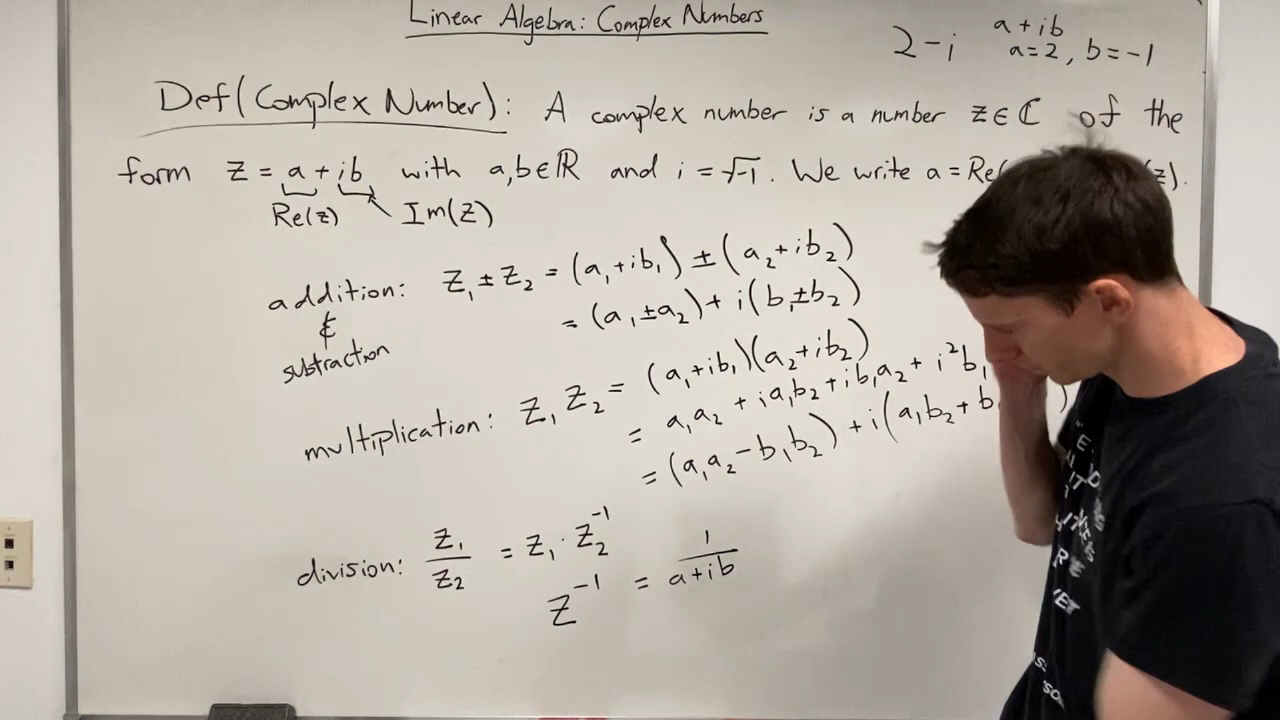 Linear Algebra: Complex Numbers
2-i
a+ib
a=2, b=-1
Def(Complex Number): A complex number is a number z∈ℂ of the
form z = a + ib with a,b∈ℝ and i = √-1. We write a = Re( (z).
Re(z) Im(z)
addition: z₁ ± z₂ = (a₁+ib₁) ± (a₂+ib₂)
&
subtraction
= (a₁±a₂) + i(b₁±b₂)
multiplication: z₁z₂ = (a₁+ib₁)(a₂+ib₂)
= a₁a₂ + ia₁b₂ + ib₁a₂ + i²b₁
= (a₁a₂ - b₁b₂) + i(a₁b₂ + b )
division: z₁/z₂ = z₁·z₂⁻¹
z⁻¹ = 1/(a+ib)